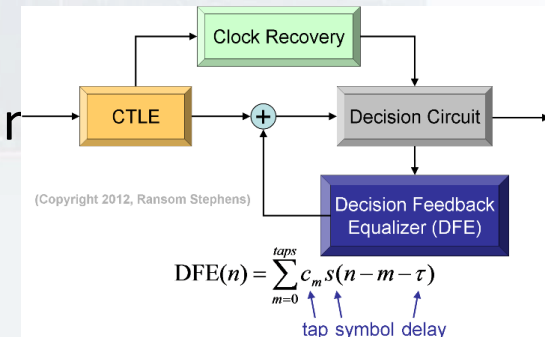 Clock Recovery
r
CTLE
+
Decision Circuit
(Copyright 2012, Ransom Stephens)
Decision Feedback
Equalizer (DFE)
DFE(n) = \sum_{m=0}^{taps} c_m s(n − m − τ)
tap symbol delay